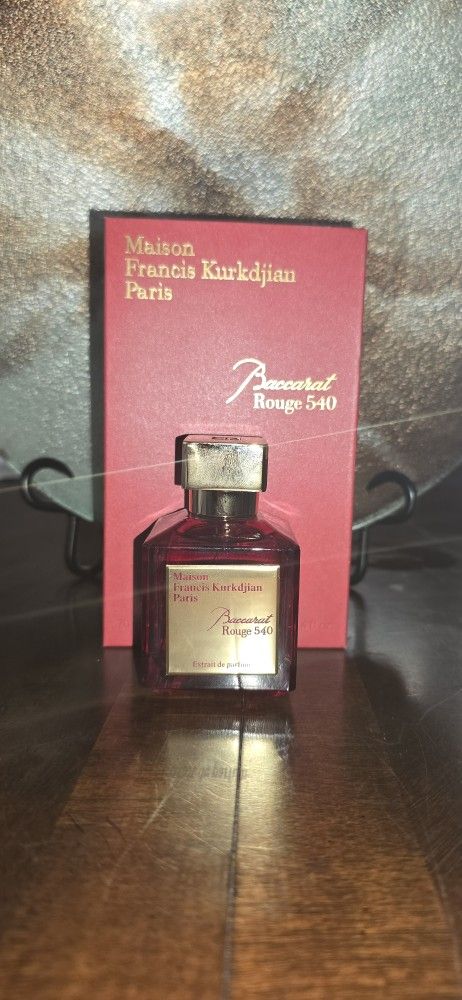 Maison
Francis Kurkdjian
Paris
Baccarat
Rouge 540
Maison
Francis Kurkdjian
Paris
Baccarat
Rouge 540
Extrait de parfum